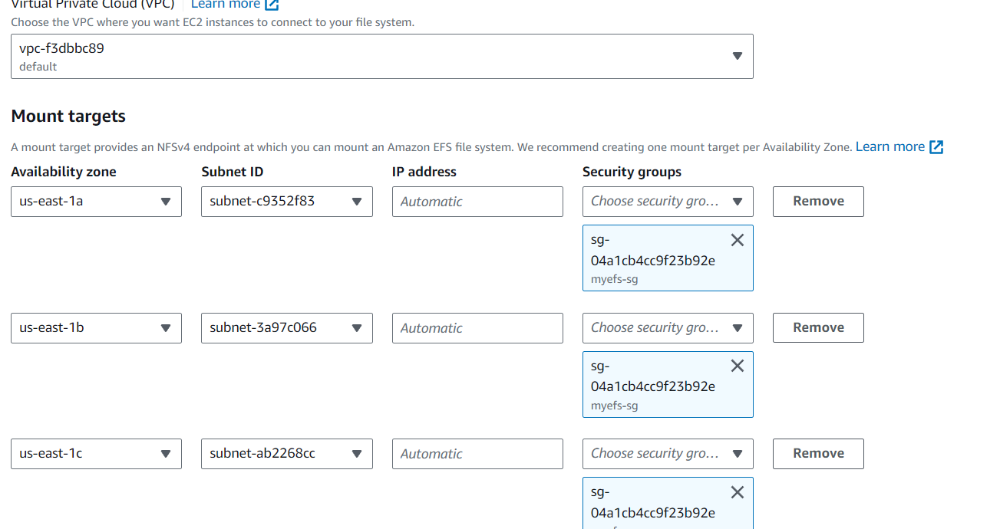 Virtual Private Cloud (VPC) Learn more
Choose the VPC where you want EC2 instances to connect to your file system.
vpc-f3dbbc89
default
Mount targets
A mount target provides an NFSv4 endpoint at which you can mount an Amazon EFS file system. We recommend creating one mount target per Availability Zone. Learn more
Availability zone Subnet ID IP address Security groups
us-east-1a subnet-c9352f83 Automatic Choose security gro... Remove
sg-
04a1cb4cc9f23b92e
myefs-sg
us-east-1b subnet-3a97c066 Automatic Choose security gro... Remove
sg-
04a1cb4cc9f23b92e
myefs-sg
us-east-1c subnet-ab2268cc Automatic Choose security gro... Remove
sg-
04a1cb4cc9f23b92e